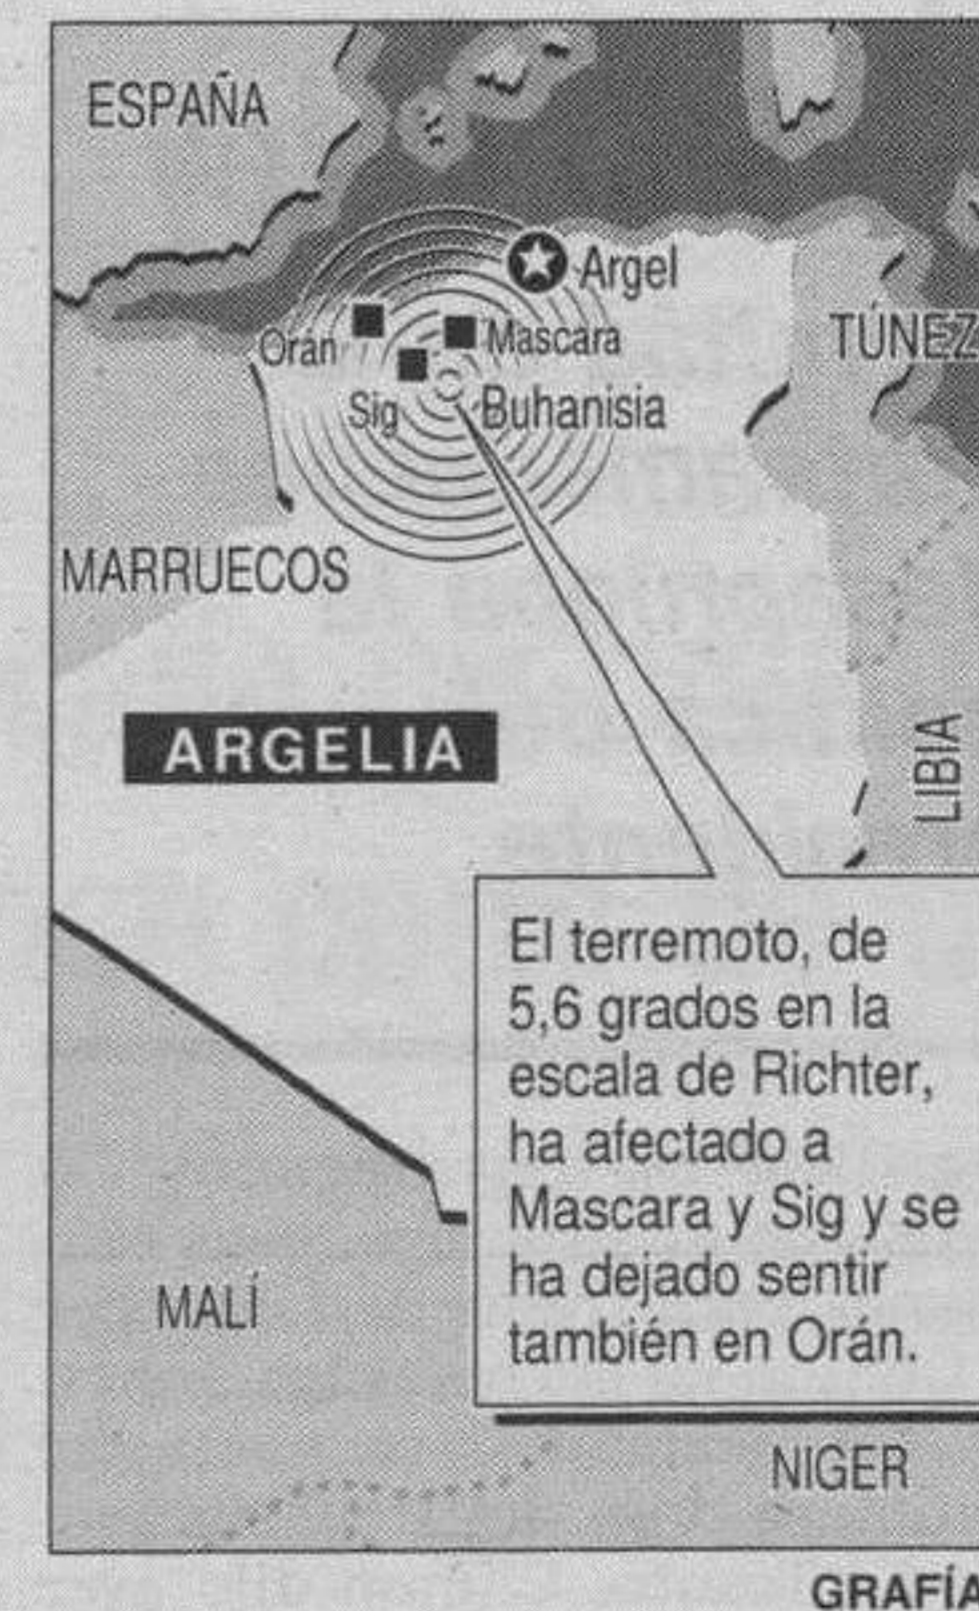 ESPAÑA
Argel
Orán
Mascara
TÚNEZ
Sig
Buhanisia
MARRUECOS
ARGELIA
LIBIA
El terremoto, de
5,6 grados en la
escala de Richter,
ha afectado a
Mascara y Sig y se
ha dejado sentir
también en Orán.
MALÍ
NIGER
GRAFÍA